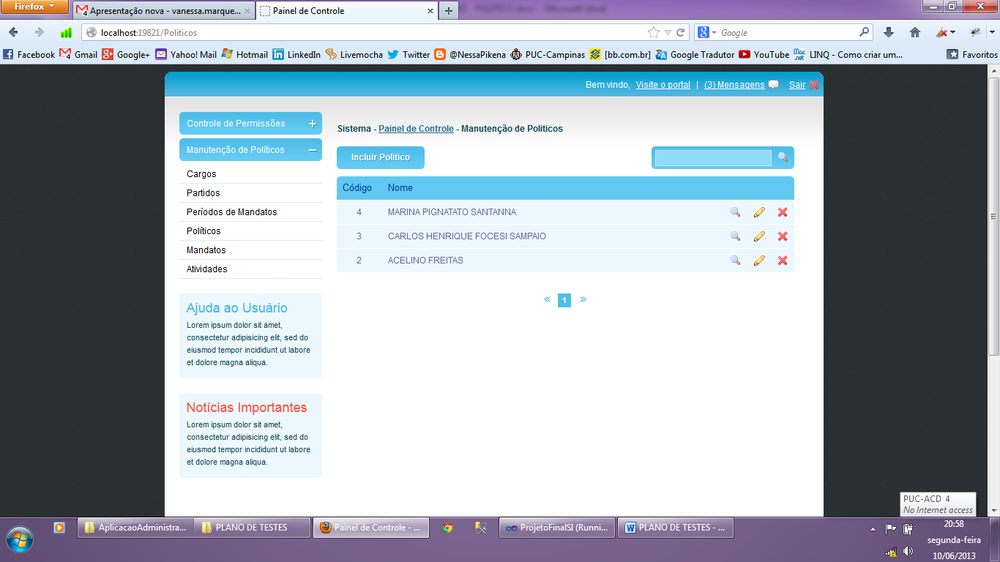 Firefox
Apresentação nova - vanessa.marque...
Painel de Controle
localhost:19821/Politicos
Google
Facebook
Gmail
Google+
Yahoo! Mail
Hotmail
LinkedIn
Livemocha
Twitter
@NessaPikena
PUC-Campinas
[bb.com.br]
Google Tradutor
YouTube
LINQ - Como criar um...
Favoritos
Bem vindo, Visite o portal | (3) Mensagens Sair
Controle de Permissões
Manutenção de Políticos
Cargos
Partidos
Períodos de Mandatos
Políticos
Mandatos
Atividades
Ajuda ao Usuário
Lorem ipsum dolor sit amet,
consectetur adipisicing elit, sed do
eiusmod tempor incididunt ut labore
et dolore magna aliqua.
Notícias Importantes
Lorem ipsum dolor sit amet,
consectetur adipisicing elit, sed do
eiusmod tempor incididunt ut labore
et dolore magna aliqua.
Sistema - Painel de Controle - Manutenção de Politicos
Incluir Politico
Código Nome
4 MARINA PIGNATATO SANTANNA
3 CARLOS HENRIQUE FOCESI SAMPAIO
2 ACELINO FREITAS
« 1 »
PUC-ACD 4
No Internet access
AplicacaoAdministra...
PLANO DE TESTES
Painel de Controle - ...
ProjetoFinalSI (Runni...
PLANO DE TESTES - ...
20:58
segunda-feira
10/06/2013